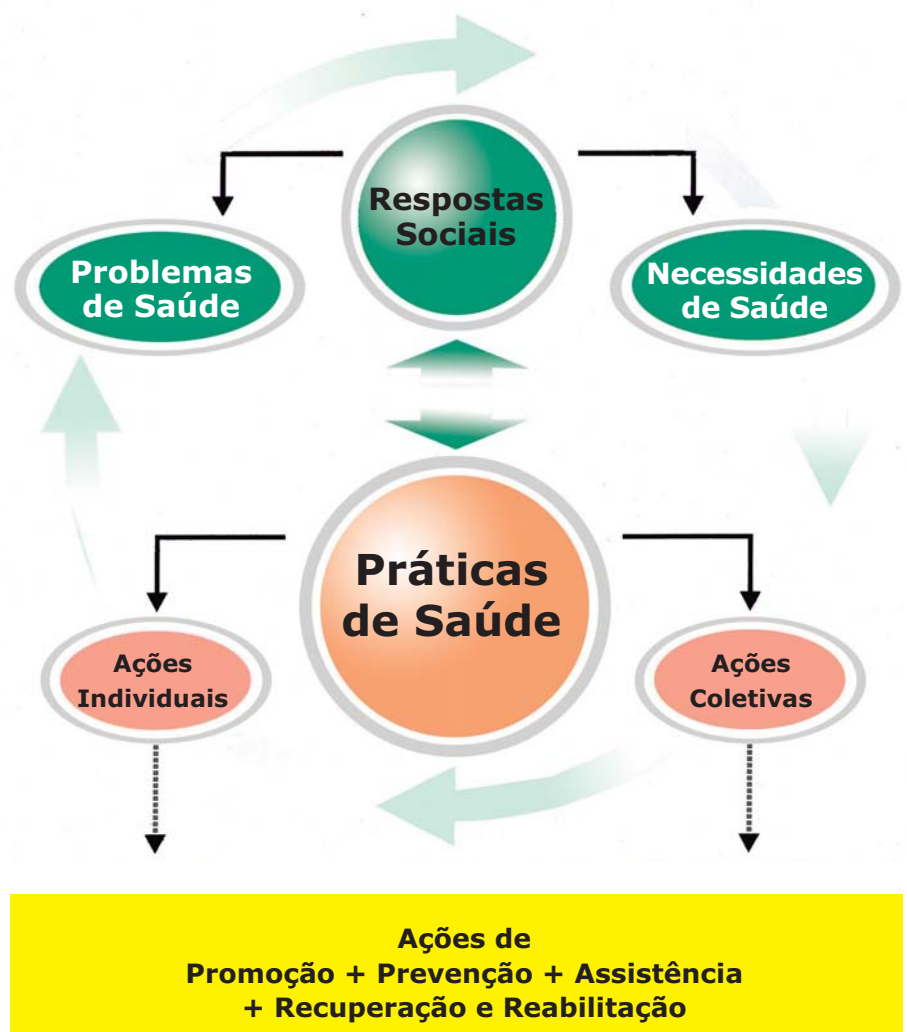 Respostas
Sociais
Problemas
de Saúde
Necessidades
de Saúde
Práticas
de Saúde
Ações
Individuais
Ações
Coletivas
Ações de
Promoção + Prevenção + Assistência
+ Recuperação e Reabilitação